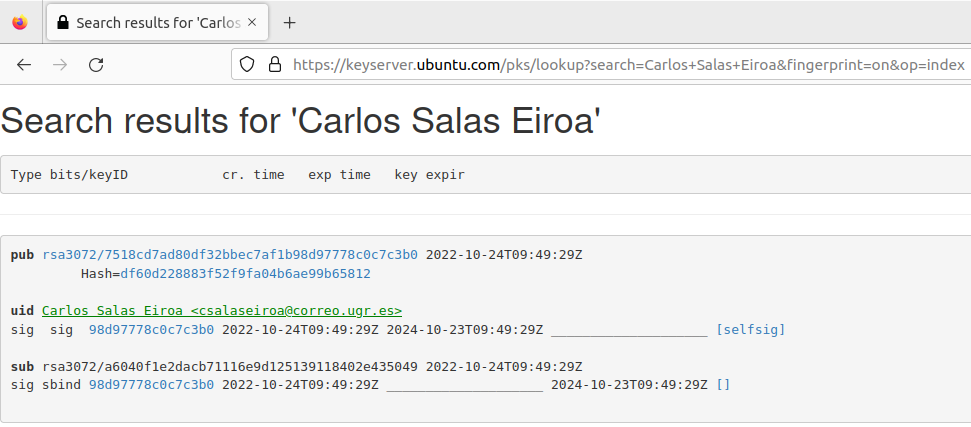 Search results for 'Carlos
https://keyserver.ubuntu.com/pks/lookup?search=Carlos+Salas+Eiroa&fingerprint=on&op=index
Search results for 'Carlos Salas Eiroa'
Type bits/keyID cr. time exp time key expir
pub rsa3072/7518cd7ad80df32bbec7af1b98d97778c0c7c3b0 2022-10-24T09:49:29Z
Hash=df60d228883f52f9fa04b6ae99b65812
uid Carlos Salas Eiroa <csalaseiroa@correo.ugr.es>
sig sig 98d97778c0c7c3b0 2022-10-24T09:49:29Z 2024-10-23T09:49:29Z ____________________ [selfsig]
sub rsa3072/a6040f1e2dacb71116e9d125139118402e435049 2022-10-24T09:49:29Z
sig sbind 98d97778c0c7c3b0 2022-10-24T09:49:29Z ____________________ 2024-10-23T09:49:29Z []